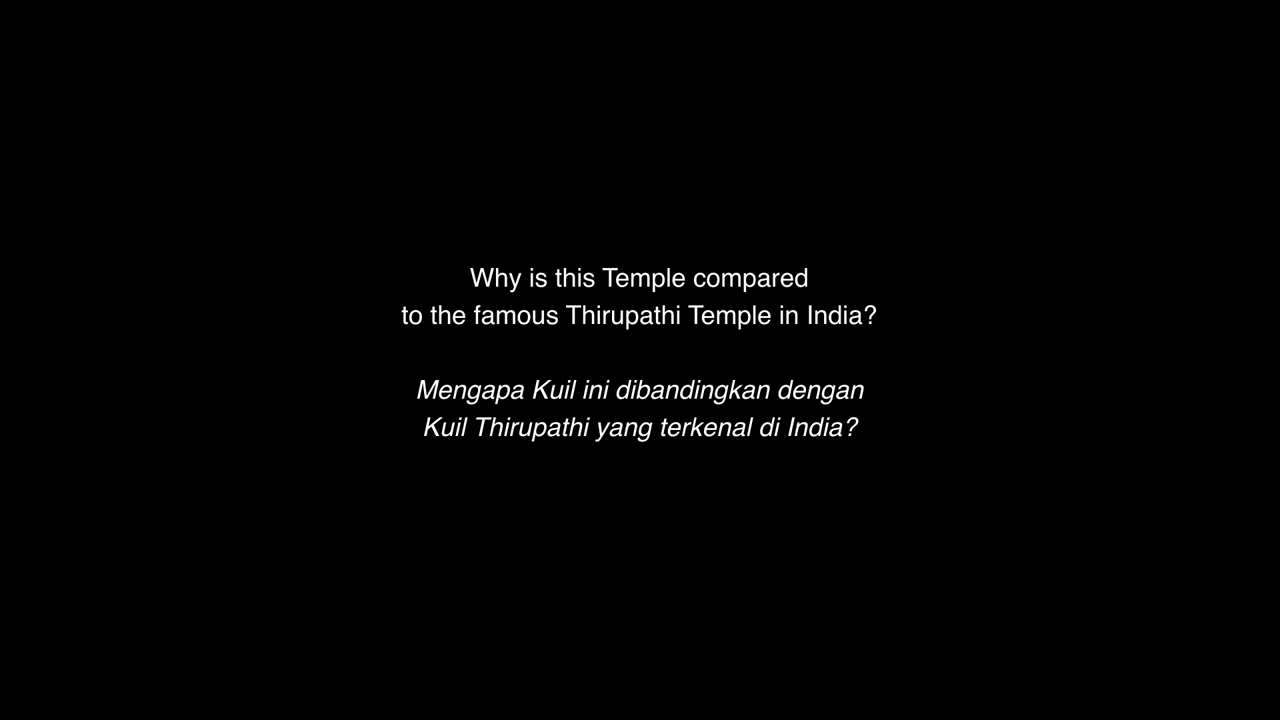 Why is this Temple compared
to the famous Thirupathi Temple in India?
Mengapa Kuil ini dibandingkan dengan
Kuil Thirupathi yang terkenal di India?